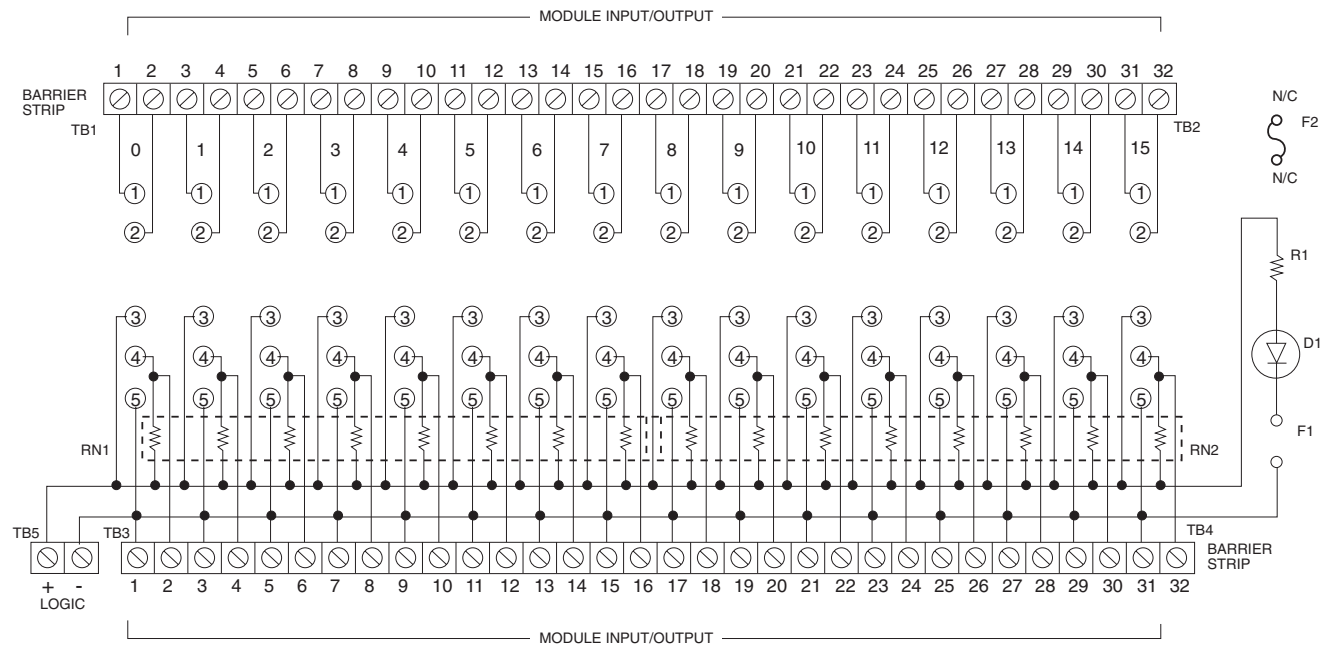 MODULE INPUT/OUTPUT
1 2 3 4 5 6 7 8 9 10 11 12 13 14 15 16 17 18 19 20 21 22 23 24 25 26 27 28 29 30 31 32
BARRIER
STRIP
TB1
TB2
N/C
F2
N/C
0 1 2 3 4 5 6 7 8 9 10 11 12 13 14 15
1 1 1 1 1 1 1 1 1 1 1 1 1 1 1 1
2 2 2 2 2 2 2 2 2 2 2 2 2 2 2 2
R1
3 3 3 3 3 3 3 3 3 3 3 3 3 3 3 3
D1
4 4 4 4 4 4 4 4 4 4 4 4 4 4 4 4
5 5 5 5 5 5 5 5 5 5 5 5 5 5 5 5
F1
RN1
RN2
TB5
TB3
TB4
BARRIER
STRIP
+ -
LOGIC
1 2 3 4 5 6 7 8 9 10 11 12 13 14 15 16 17 18 19 20 21 22 23 24 25 26 27 28 29 30 31 32
MODULE INPUT/OUTPUT